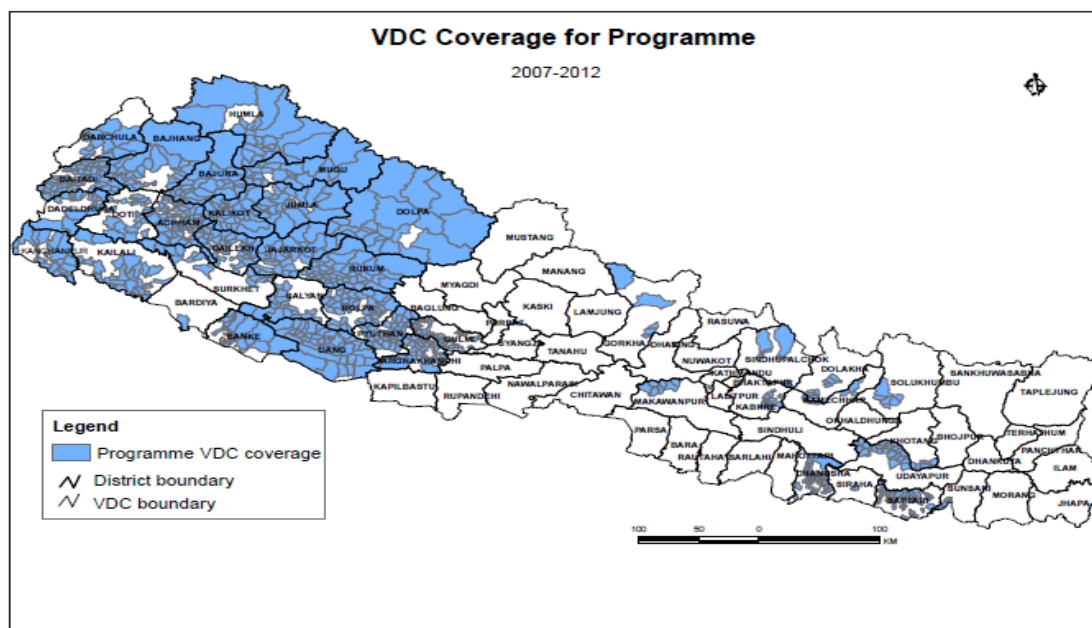 VDC Coverage for Programme
2007-2012
HUMLA
DARCHULA
BAJHANG
BAITADI
BAJURA
MUGU
DADELDHURA
DOTI
ACHHAM
KALIKOT
JUMLA
DOLPA
KANCHANPUR
KAILALI
DAILEKH
JAJARKOT
MUSTANG
RUKUM
MANANG
SURKHET
MYAGDI
BARDIYA
SALYAN
ROLPA
BAGLUNG
KASKI
LAMJUNG
RASUWA
BANKE
PYUTHAN
GULMI
PARBAT
SYANGJA
GORKHA
DHADING
SINDHUPALCHOK
DANG
TANAHU
NUWAKOT
DOLAKHA
SANKHUWASABHA
ARGHAKHANCHI
PALPA
KATHMANDU
BHAKTAPUR
SOLUKHUMBU
TAPLEJUNG
KAPILBASTU
RUPANDEHI
NAWALPARASI
CHITAWAN
MAKAWANPUR
LALITPUR
KABHRE
RAMECHHAP
OKHALDHUNGA
PARSA
SINDHULI
KHOTANG
BHOJPUR
TERHATHUM
BARA
PANCHTHAR
RAUTAHAT
SARLAHI
MAHOTTARI
DHANKUTA
ILAM
DHANUSHA
SIRAHA
UDAYAPUR
SAPTARI
SUNSARI
MORANG
JHAPA
Legend
Programme VDC coverage
District boundary
VDC boundary
100 50 0 100
KM